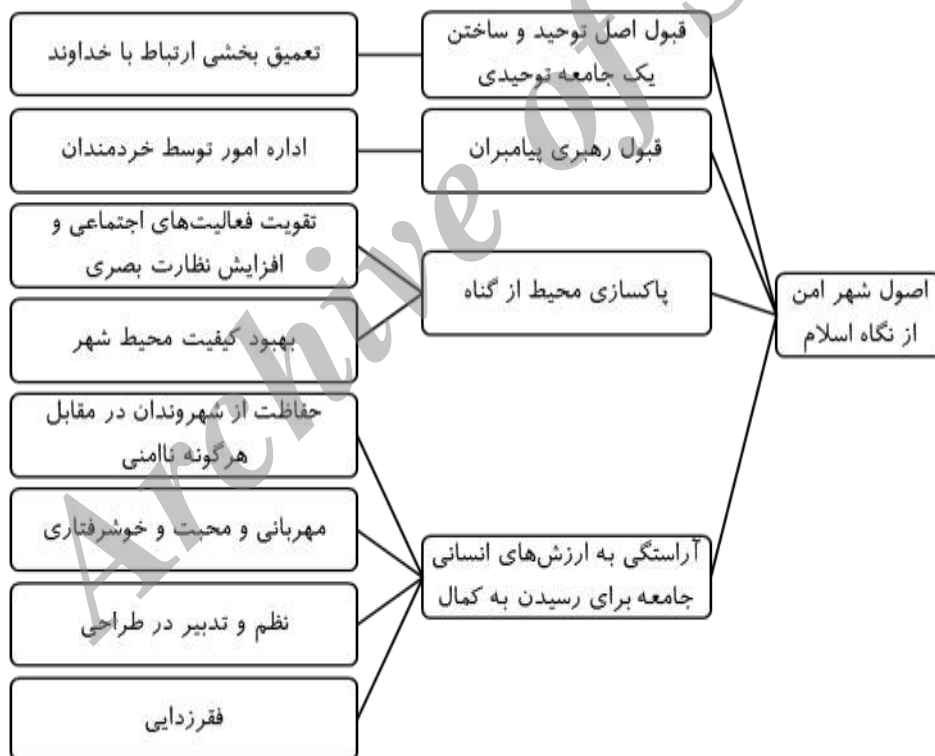 اصول شهر امن
از نگاه اسلام
قبول اصل توحید و ساختن
یک جامعه توحیدی
تعمیق بخشی ارتباط با خداوند
قبول رهبری پیامبران
اداره امور توسط خردمندان
پاکسازی محیط از گناه
تقویت فعالیت‌های اجتماعی و
افزایش نظارت بصری
بهبود کیفیت محیط شهر
آراستگی به ارزش‌های انسانی
جامعه برای رسیدن به کمال
حفاظت از شهروندان در مقابل
هرگونه ناامنی
مهربانی و محبت و خوشرفتاری
نظم و تدبیر در طراحی
فقرزدایی
Archive of S